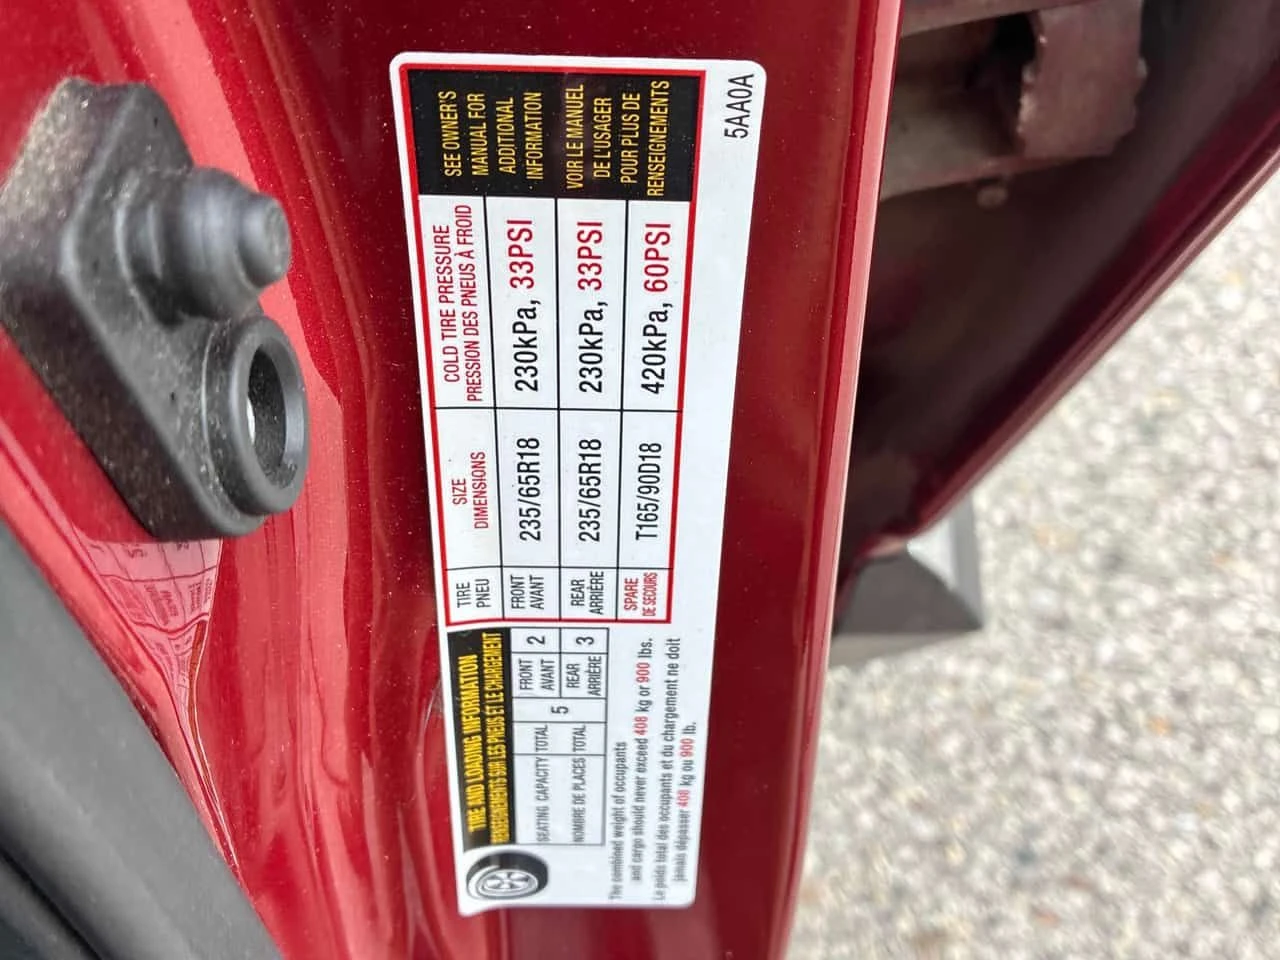 TIRE AND LOADING INFORMATION
RENSEIGNEMENTS SUR LES PNEUS ET LE CHARGEMENT
SEATING CAPACITY TOTAL 5 FRONT AVANT 2
NOMBRE DE PLACES TOTAL REAR ARRIÈRE 3
The combined weight of occupants
and cargo should never exceed 408 kg or 900 lbs.
Le poids total des occupants et du chargement ne doit
jamais dépasser 408 kg ou 900 lb.
TIRE
PNEU
SIZE
DIMENSIONS
COLD TIRE PRESSURE
PRESSION DES PNEUS À FROID
FRONT
AVANT
235/65R18
230kPa, 33PSI
REAR
ARRIÈRE
235/65R18
230kPa, 33PSI
SPARE
DE SECOURS
T165/90D18
420kPa, 60PSI
SEE OWNER'S
MANUAL FOR
ADDITIONAL
INFORMATION
VOIR LE MANUEL
DE L'USAGER
POUR PLUS DE
RENSEIGNEMENTS
5AA0A